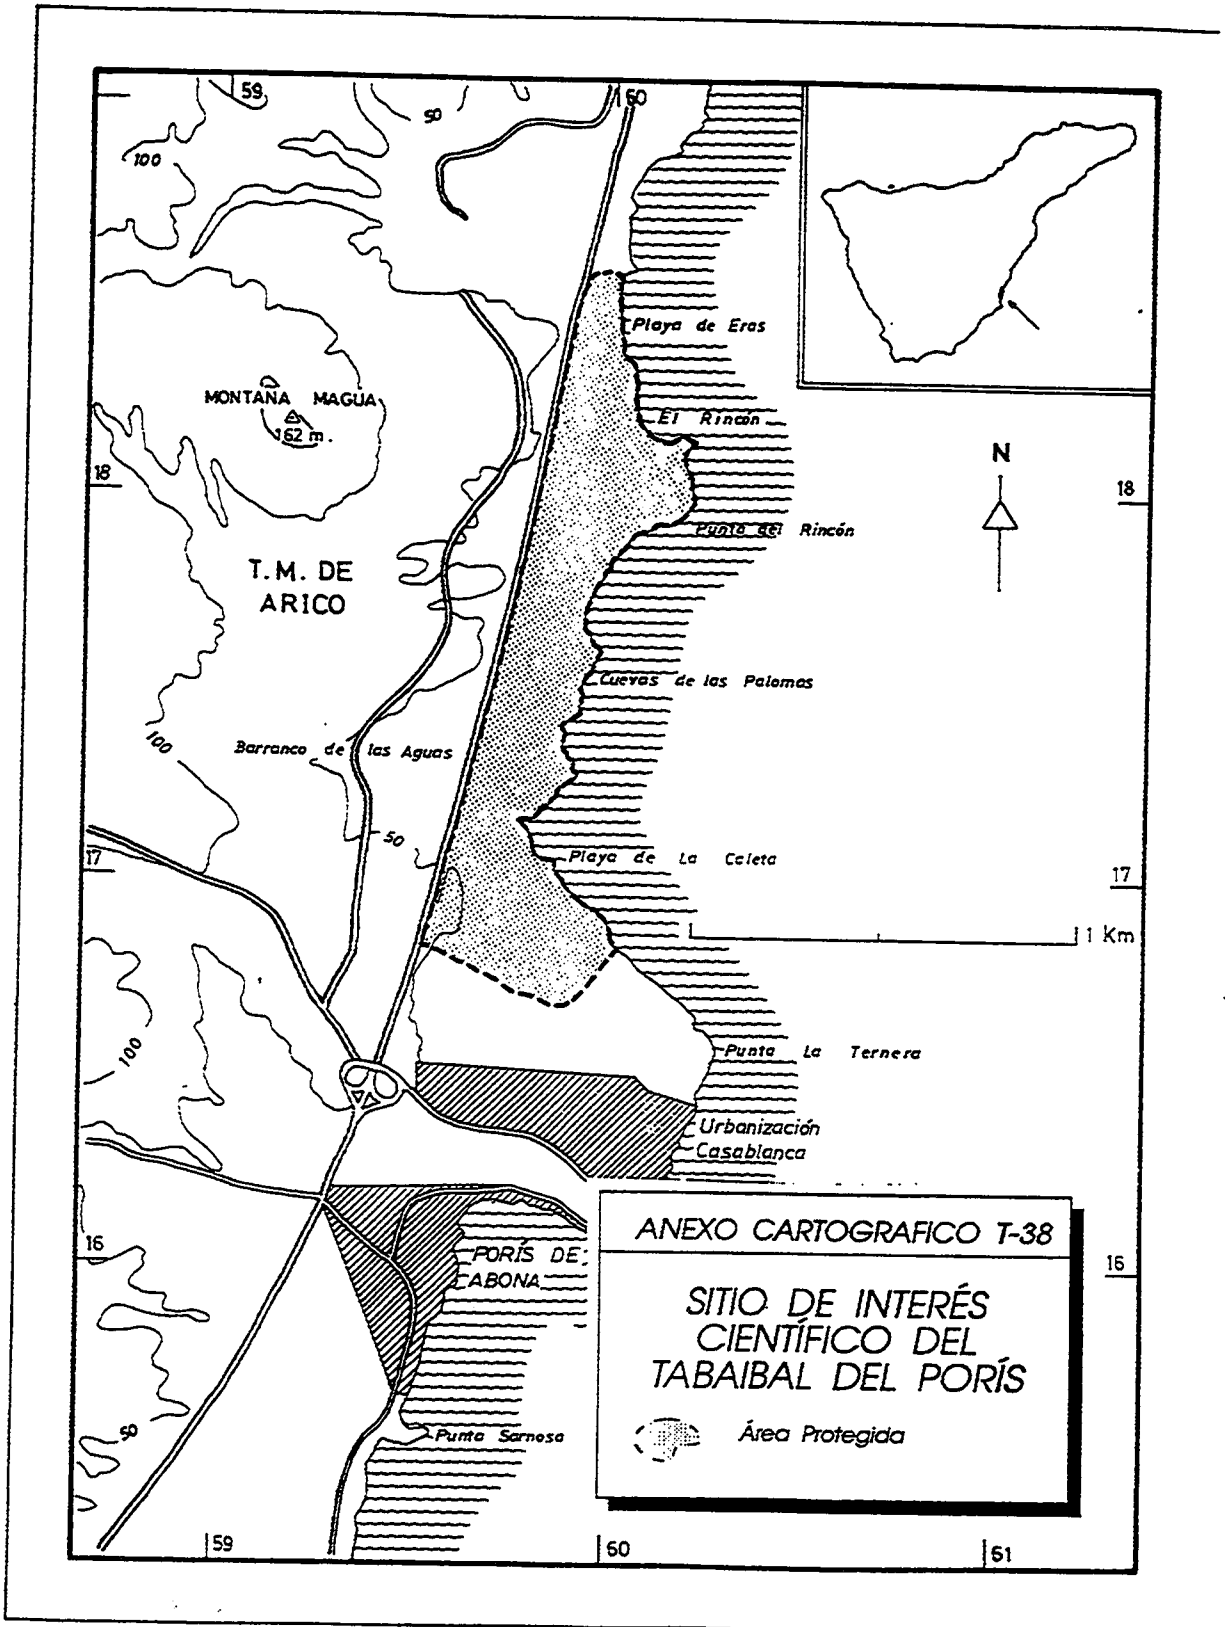 59
50
60
100
Playa de Eras
MONTAÑA MAGUA
162 m.
El Rincón
N
18
18
Punta del Rincón
T.M. DE
ARICO
Cuevas de las Palomas
100
Barranco de las Aguas
50
17
Playa de La Caleta
17
1 Km
100
Punta La Ternera
Urbanización
Casablanca
16
PORÍS DE
ABONA
16
ANEXO CARTOGRAFICO T-38
SITIO DE INTERÉS
CIENTÍFICO DEL
TABAIBAL DEL PORÍS
Área Protegida
50
Punta Sarnosa
59
60
61